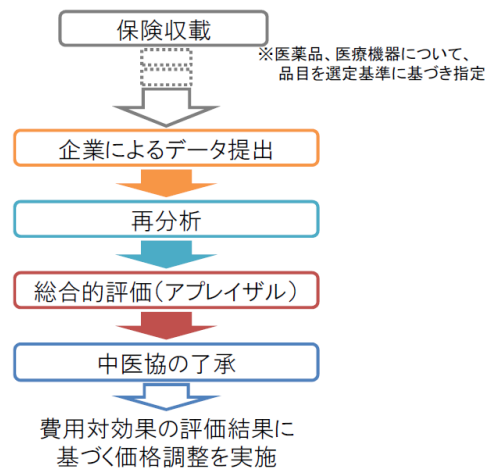 保険収載
※医薬品、医療機器について、
品目を選定基準に基づき指定
企業によるデータ提出
再分析
総合的評価(アプレイザル)
中医協の了承
費用対効果の評価結果に
基づく価格調整を実施